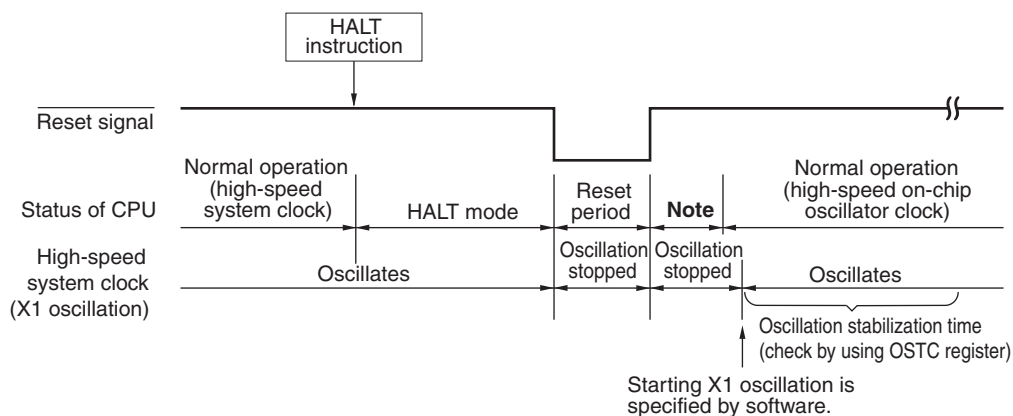 HALT
instruction
Reset signal
Normal operation
(high-speed
system clock)
Status of CPU
HALT mode
Reset
period
Note
Normal operation
(high-speed on-chip
oscillator clock)
High-speed
system clock
(X1 oscillation)
Oscillates
Oscillation
stopped
Oscillation
stopped
Oscillates
Oscillation stabilization time
(check by using OSTC register)
Starting X1 oscillation is
specified by software.